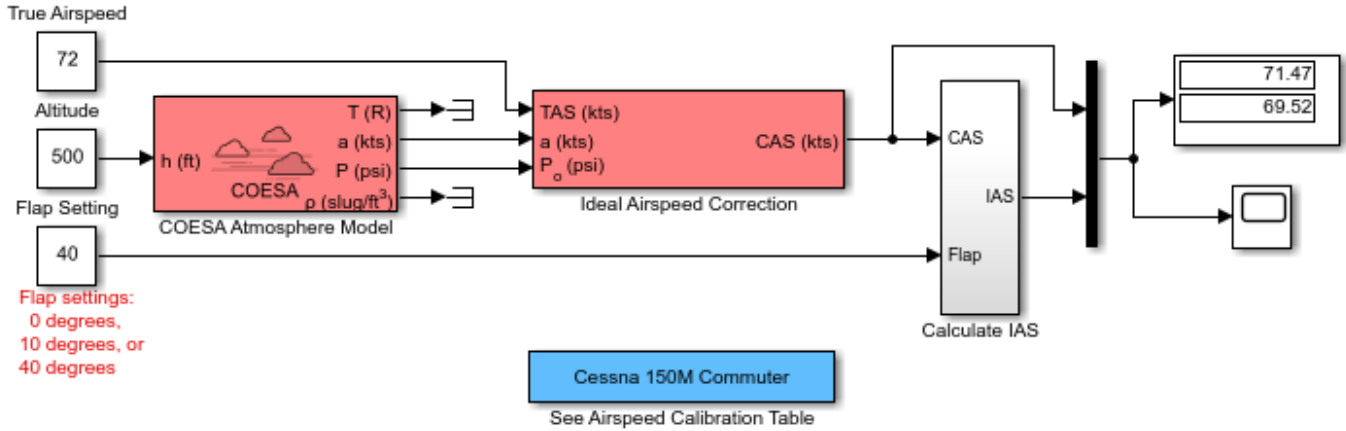 True Airspeed
72
Altitude
500
Flap Setting
40
Flap settings:
0 degrees,
10 degrees, or
40 degrees
h (ft)
COESA
T (R)
a (kts)
P (psi)
ρ (slug/ft³)
COESA Atmosphere Model
TAS (kts)
a (kts)
P₀ (psi)
CAS (kts)
Ideal Airspeed Correction
CAS
IAS
Flap
Calculate IAS
71.47
69.52
Cessna 150M Commuter
See Airspeed Calibration Table